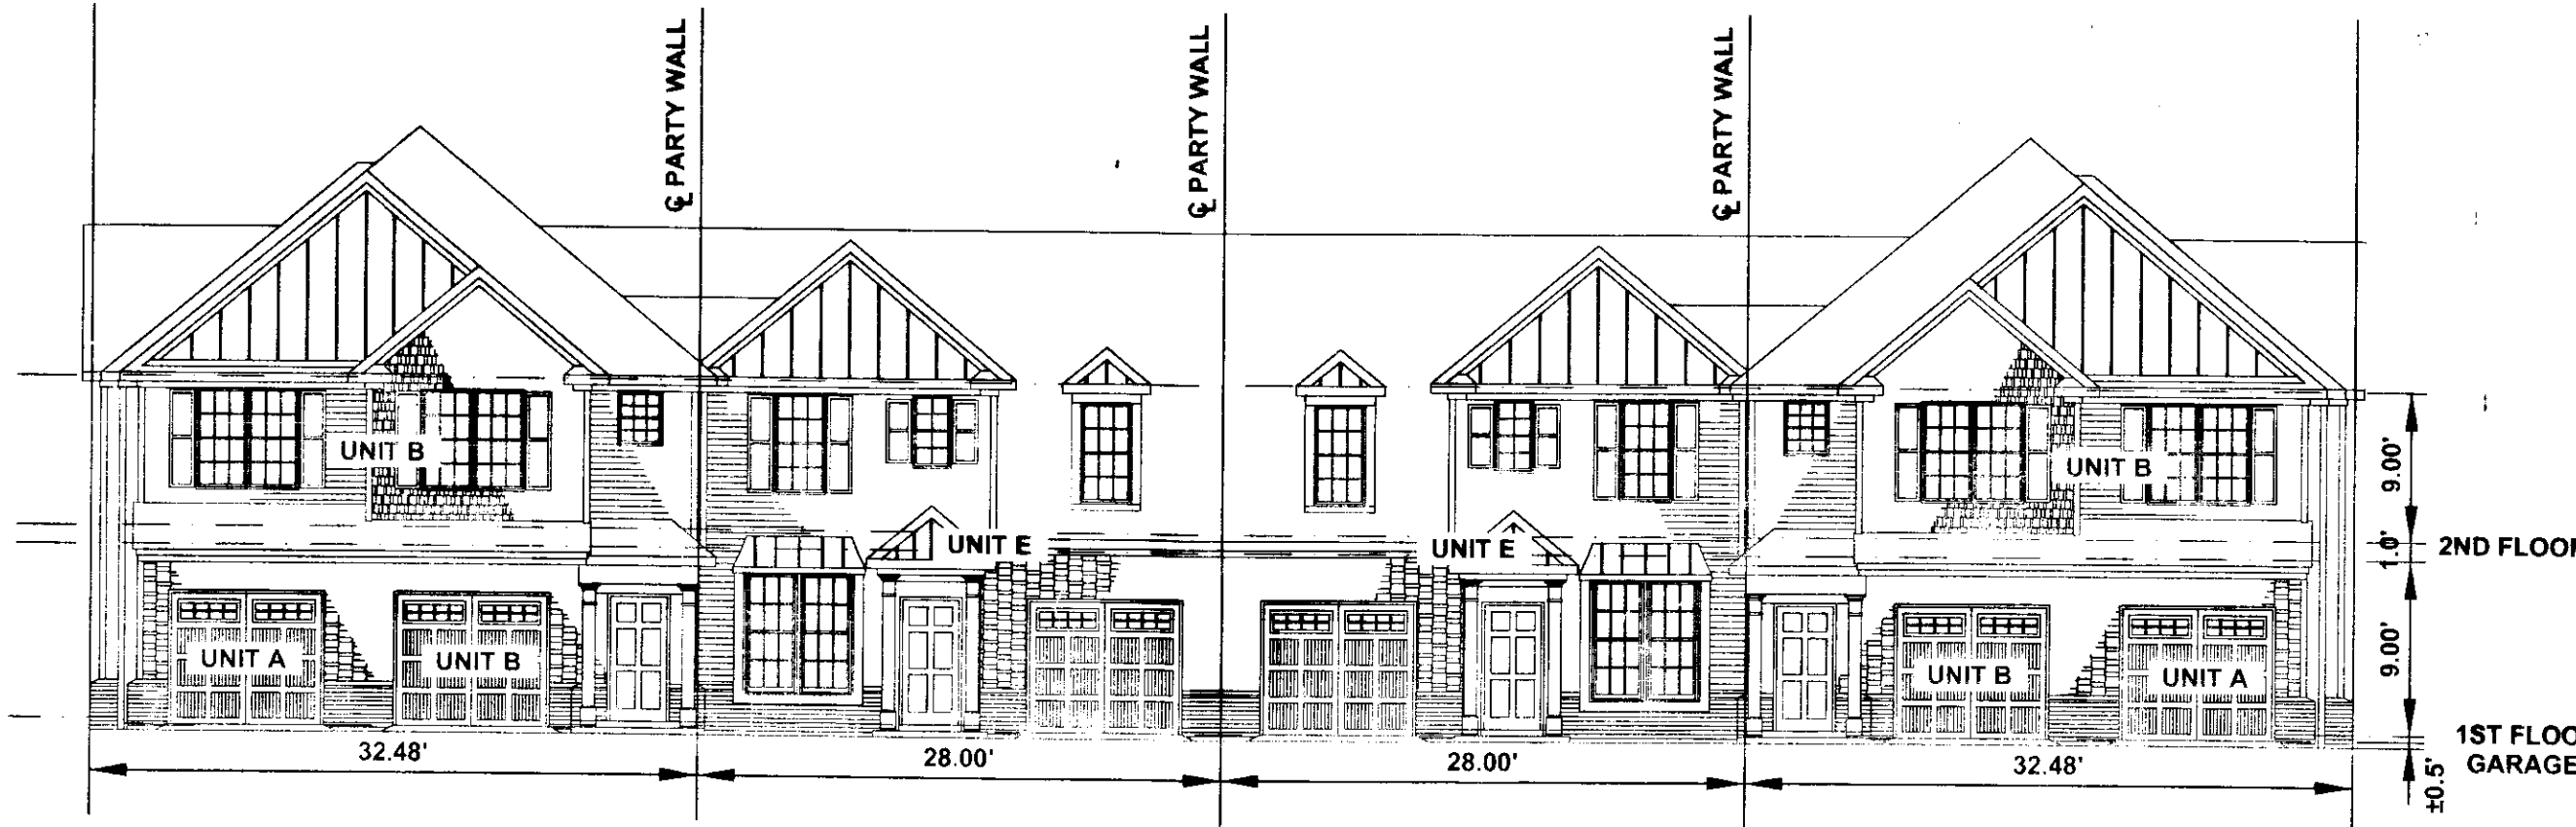 ℄ PARTY WALL
℄ PARTY WALL
℄ PARTY WALL
UNIT B
UNIT B
UNIT E
UNIT E
UNIT A
UNIT B
UNIT B
UNIT A
9.00'
1.0'
2ND FLOOR
9.00'
1ST FLOO
GARAGE
±0.5'
32.48'
28.00'
28.00'
32.48'